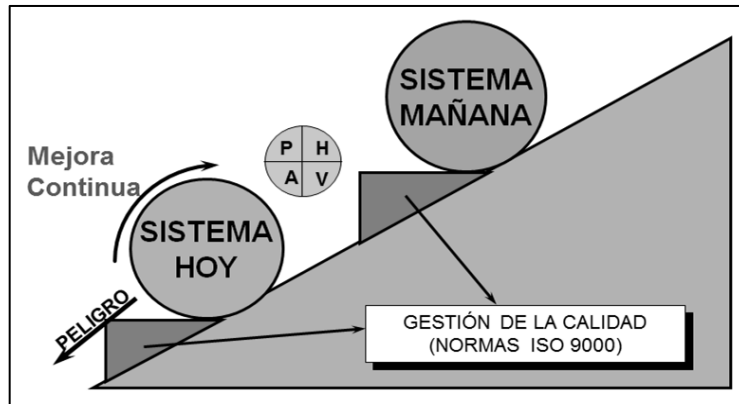 SISTEMA
MAÑANA
P H
A V
Mejora
Continua
SISTEMA
HOY
PELIGRO
GESTIÓN DE LA CALIDAD
(NORMAS ISO 9000)